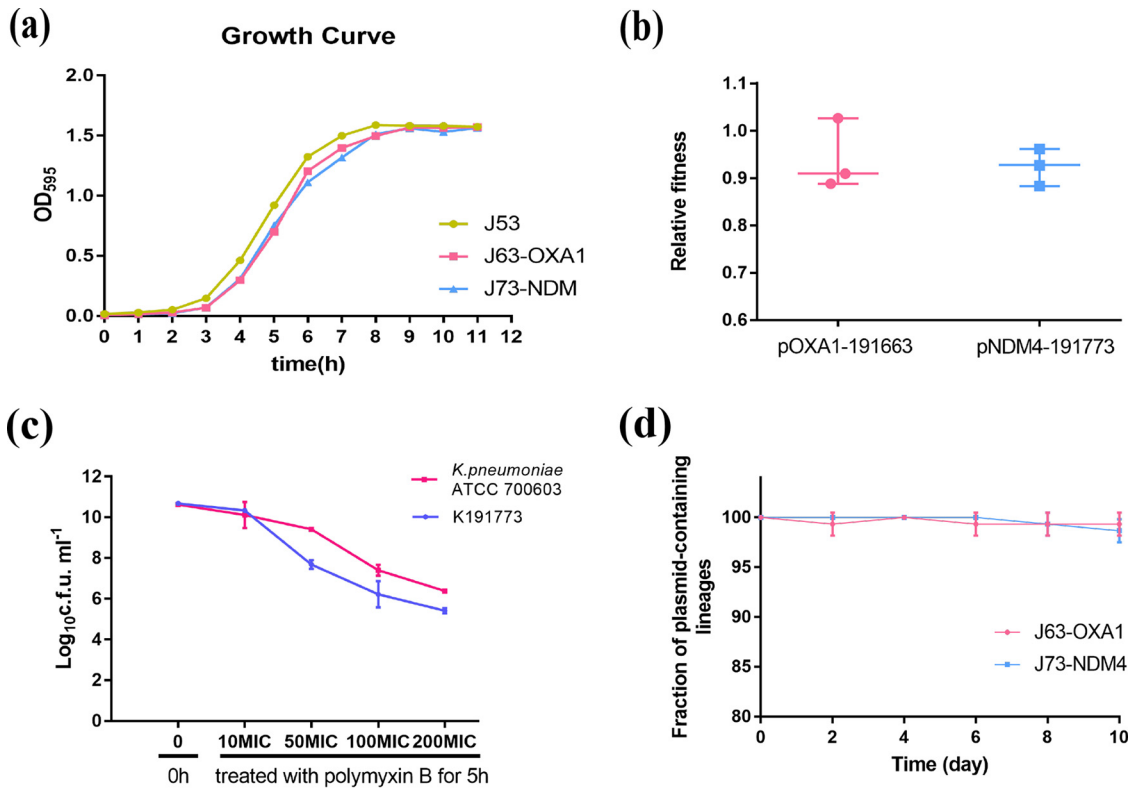 (a)
Growth Curve
2.0
1.5
1.0
0.5
0.0
OD595
J53
J63-OXA1
J73-NDM
0 1 2 3 4 5 6 7 8 9 10 11 12
time(h)
(b)
1.1
1.0
0.9
0.8
0.7
0.6
Relative fitness
pOXA1-191663
pNDM4-191773
(c)
12
10
8
6
4
2
0
Log10c.f.u. ml-1
K.pneumoniae
ATCC 700603
K191773
0 10MIC 50MIC 100MIC 200MIC
0h treated with polymyxin B for 5h
(d)
100
95
90
85
80
Fraction of plasmid-containing
lineages
J63-OXA1
J73-NDM4
0 2 4 6 8 10
Time (day)